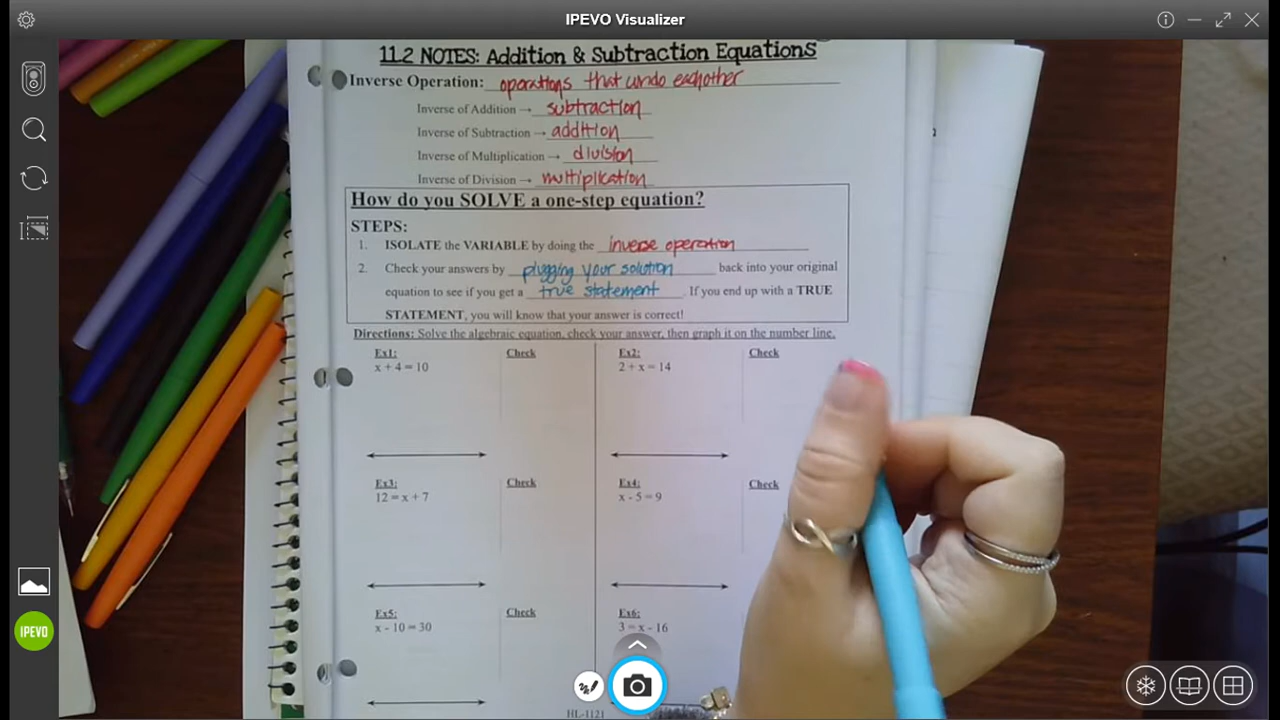 IPEVO Visualizer
11.2 NOTES: Addition & Subtraction Equations
Inverse Operation: operations that undo eachother
Inverse of Addition → subtraction
Inverse of Subtraction → addition
Inverse of Multiplication → division
Inverse of Division → multiplication
How do you SOLVE a one-step equation?
STEPS:
1. ISOLATE the VARIABLE by doing the inverse operation
2. Check your answers by plugging your solution back into your original
equation to see if you get a true statement . If you end up with a TRUE
STATEMENT, you will know that your answer is correct!
Directions: Solve the algebraic equation, check your answer, then graph it on the number line.
Ex1: Check Ex2: Check
x + 4 = 10 2 + x = 14
Ex3: Check Ex4: Check
12 = x + 7 x - 5 = 9
Ex5: Check Ex6:
x - 10 = 30 3 = x - 16
IPEVO
HL-1121